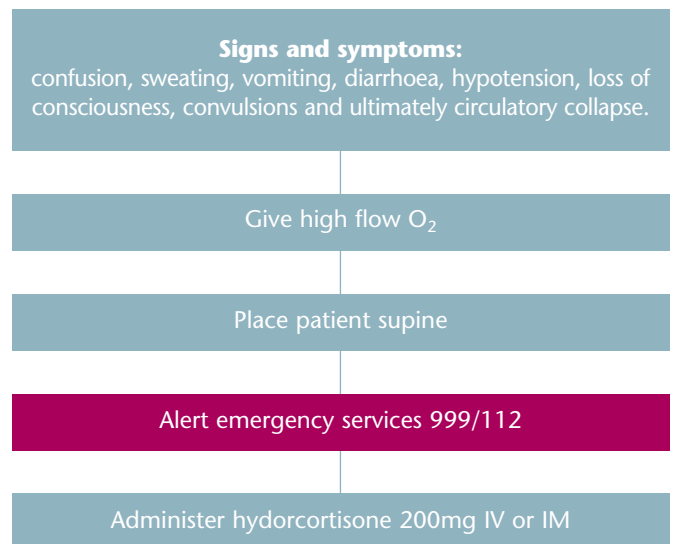 Signs and symptoms:
confusion, sweating, vomiting, diarrhoea, hypotension, loss of
consciousness, convulsions and ultimately circulatory collapse.
Give high flow O₂
Place patient supine
Alert emergency services 999/112
Administer hydorcortisone 200mg IV or IM